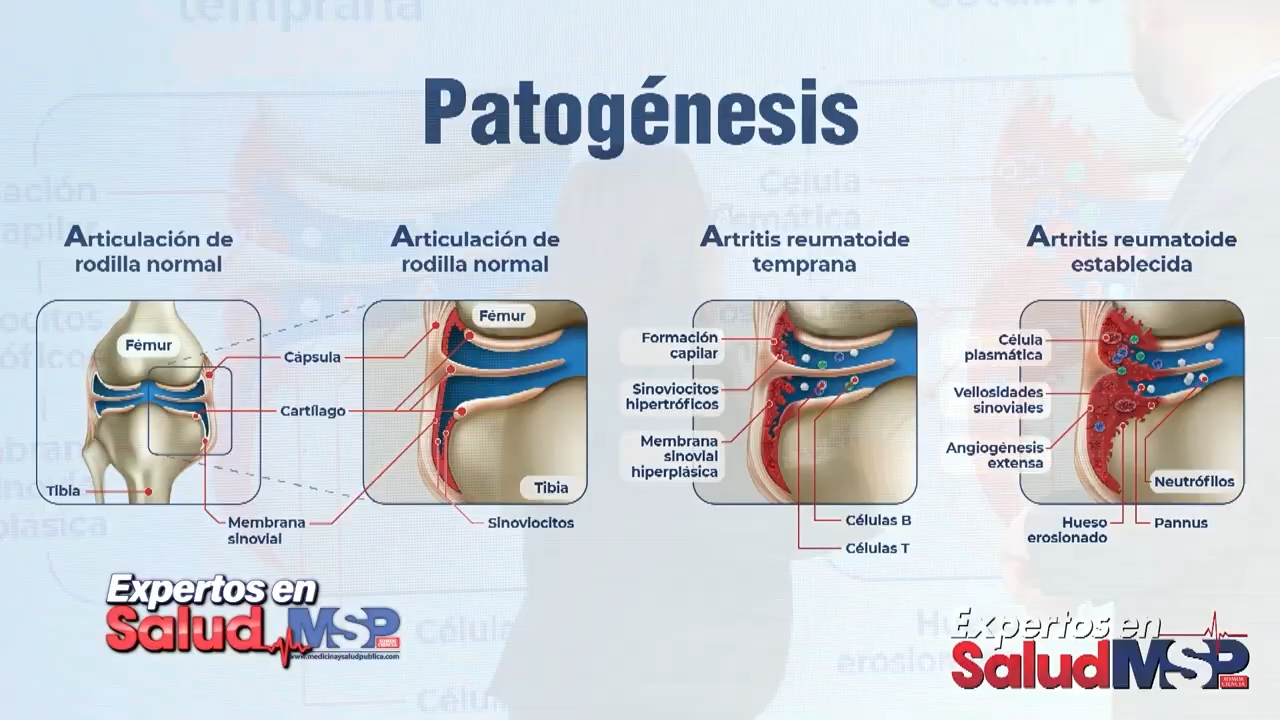 Patogénesis
Articulación de
rodilla normal
Articulación de
rodilla normal
Artritis reumatoide
temprana
Artritis reumatoide
establecida
Fémur
Tibia
Cápsula
Cartílago
Membrana
sinovial
Fémur
Tibia
Sinoviocitos
Formación
capilar
Sinoviocitos
hipertróficos
Membrana
sinovial
hiperplásica
Células B
Células T
Célula
plasmática
Vellosidades
sinoviales
Angiogénesis
extensa
Neutrófilos
Hueso
erosionado
Pannus
Expertos en
Salud MSP
www.medicinaysaludpublica.com
Expertos en
Salud MSP